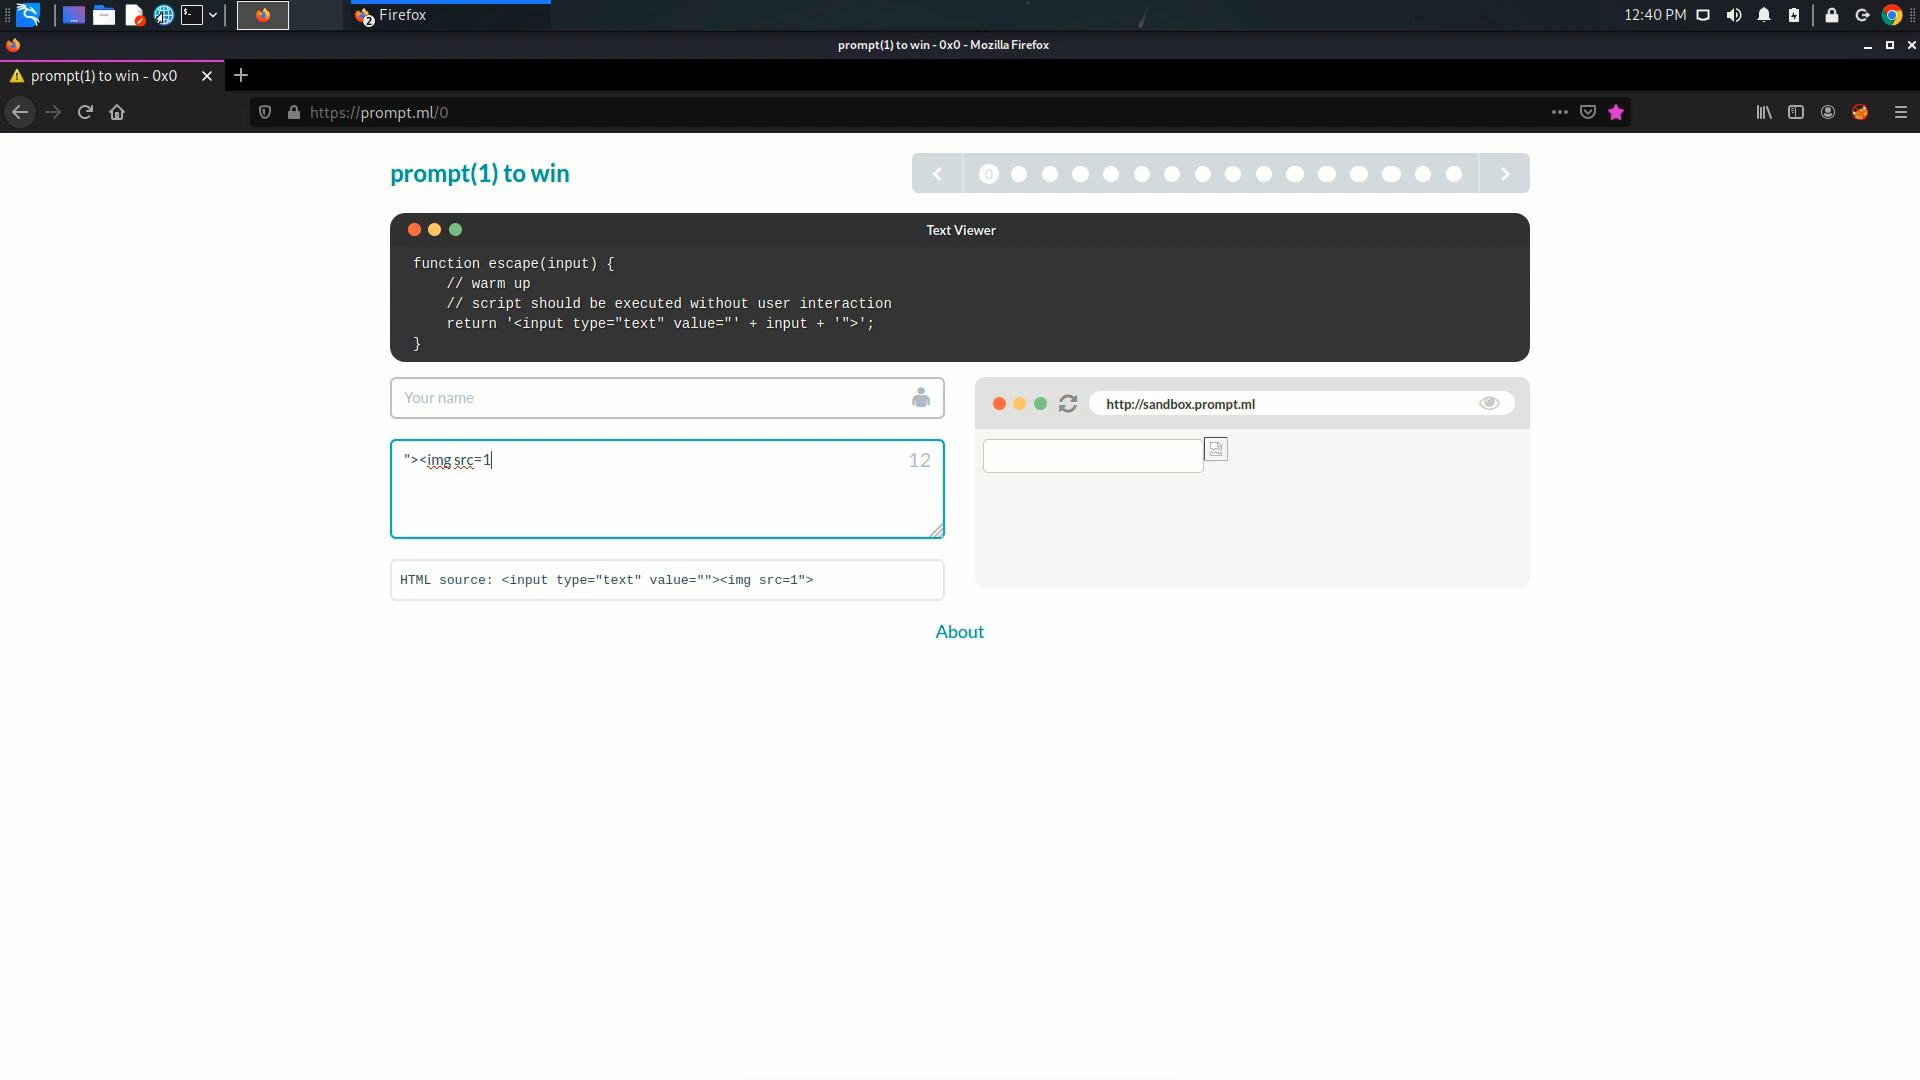 Firefox
2
12:40 PM
prompt(1) to win - 0x0 - Mozilla Firefox
prompt(1) to win - 0x0
https://prompt.ml/0
prompt(1) to win
0
Text Viewer
function escape(input) {
    // warm up
    // script should be executed without user interaction
    return '<input type="text" value="' + input + '">';
}
Your name
http://sandbox.prompt.ml
"><img src=1
12
HTML source: <input type="text" value=""><img src=1">
About